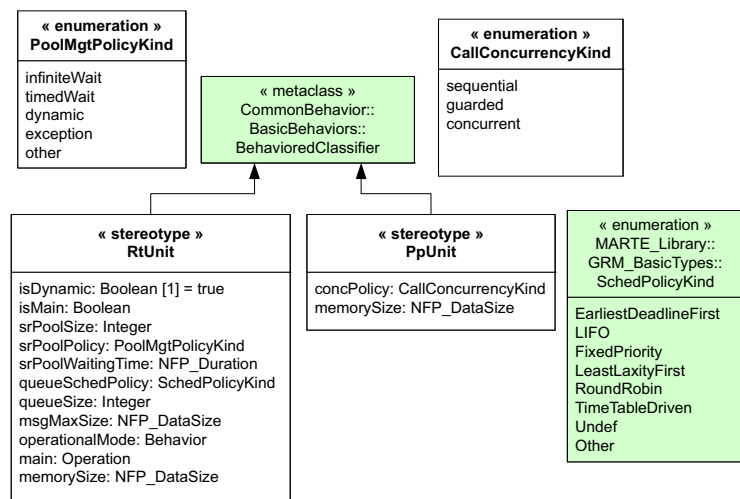 « enumeration »
PoolMgtPolicyKind
infiniteWait
timedWait
dynamic
exception
other
« metaclass »
CommonBehavior::
BasicBehaviors::
BehavioredClassifier
« enumeration »
CallConcurrencyKind
sequential
guarded
concurrent
« stereotype »
RtUnit
isDynamic: Boolean [1] = true
isMain: Boolean
srPoolSize: Integer
srPoolPolicy: PoolMgtPolicyKind
srPoolWaitingTime: NFP_Duration
queueSchedPolicy: SchedPolicyKind
queueSize: Integer
msgMaxSize: NFP_DataSize
operationalMode: Behavior
main: Operation
memorySize: NFP_DataSize
« stereotype »
PpUnit
concPolicy: CallConcurrencyKind
memorySize: NFP_DataSize
« enumeration »
MARTE_Library::
GRM_BasicTypes::
SchedPolicyKind
EarliestDeadlineFirst
LIFO
FixedPriority
LeastLaxityFirst
RoundRobin
TimeTableDriven
Undef
Other